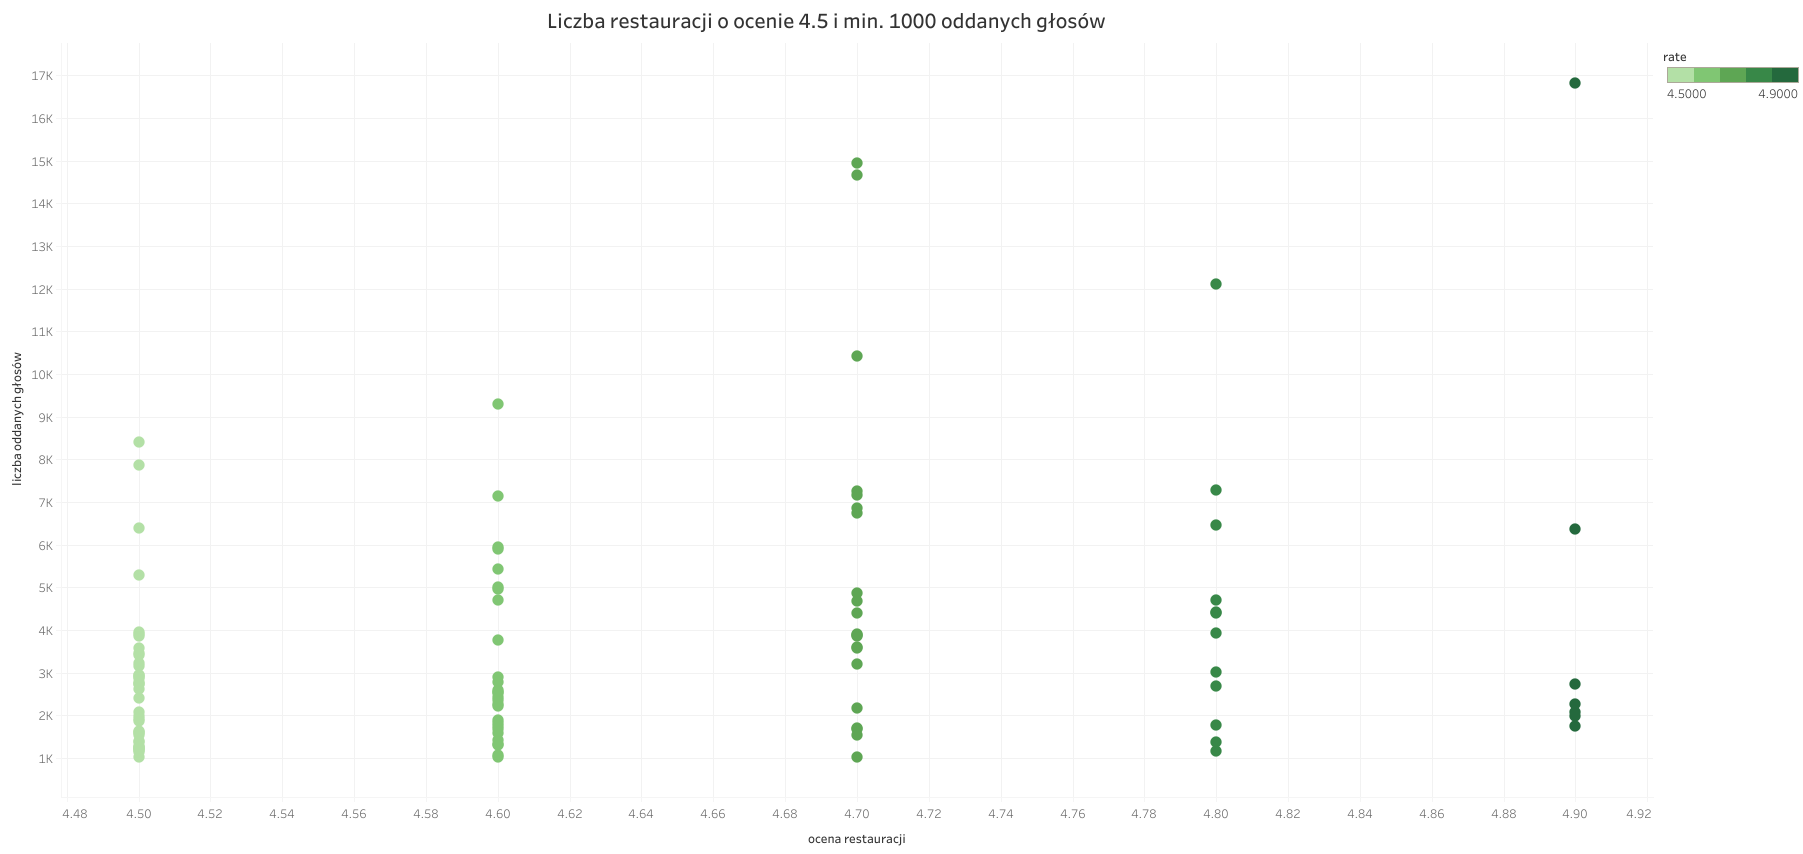 Liczba restauracji o ocenie 4.5 i min. 1000 oddanych głosów
rate
4.5000 4.9000
liczba oddanych głosów
17K
16K
15K
14K
13K
12K
11K
10K
9K
8K
7K
6K
5K
4K
3K
2K
1K
4.48 4.50 4.52 4.54 4.56 4.58 4.60 4.62 4.64 4.66 4.68 4.70 4.72 4.74 4.76 4.78 4.80 4.82 4.84 4.86 4.88 4.90 4.92
ocena restauracji